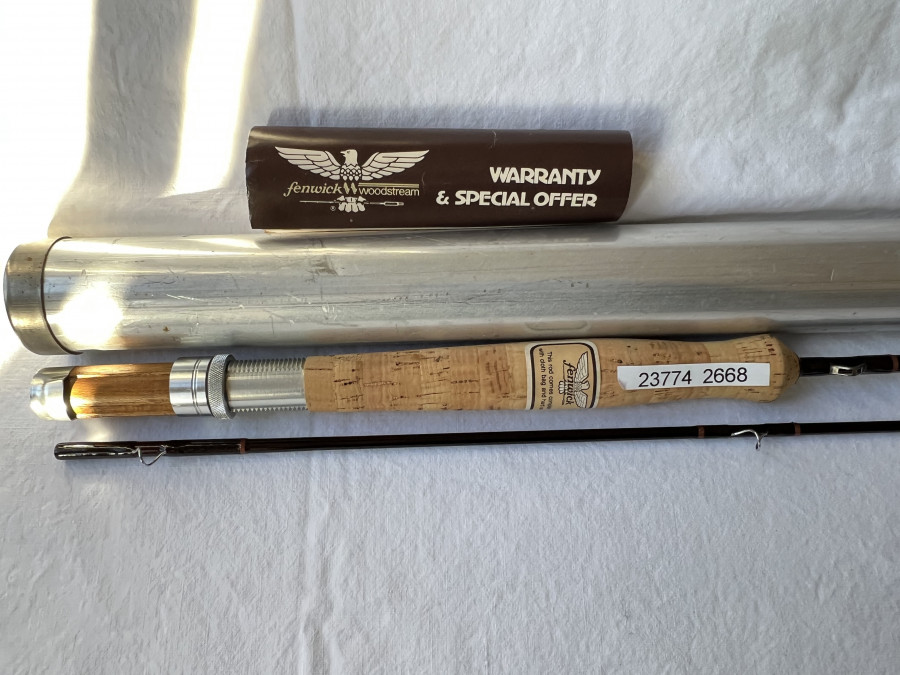 fenwick woodstream
®
WARRANTY
& SPECIAL OFFER
fenwick
This rod comes
with cloth bag and
23774 2668